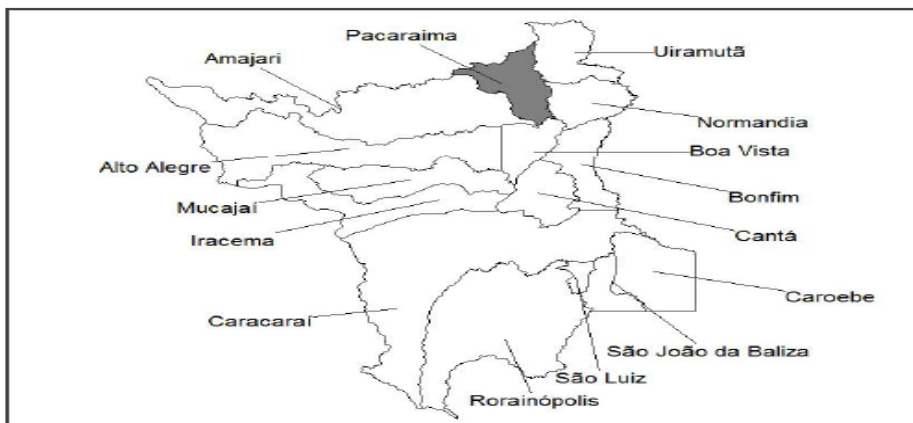 Pacaraima
Uiramutã
Amajari
Normandia
Boa Vista
Alto Alegre
Bonfim
Mucajaí
Cantá
Iracema
Caroebe
Caracaraí
São João da Baliza
São Luiz
Rorainópolis